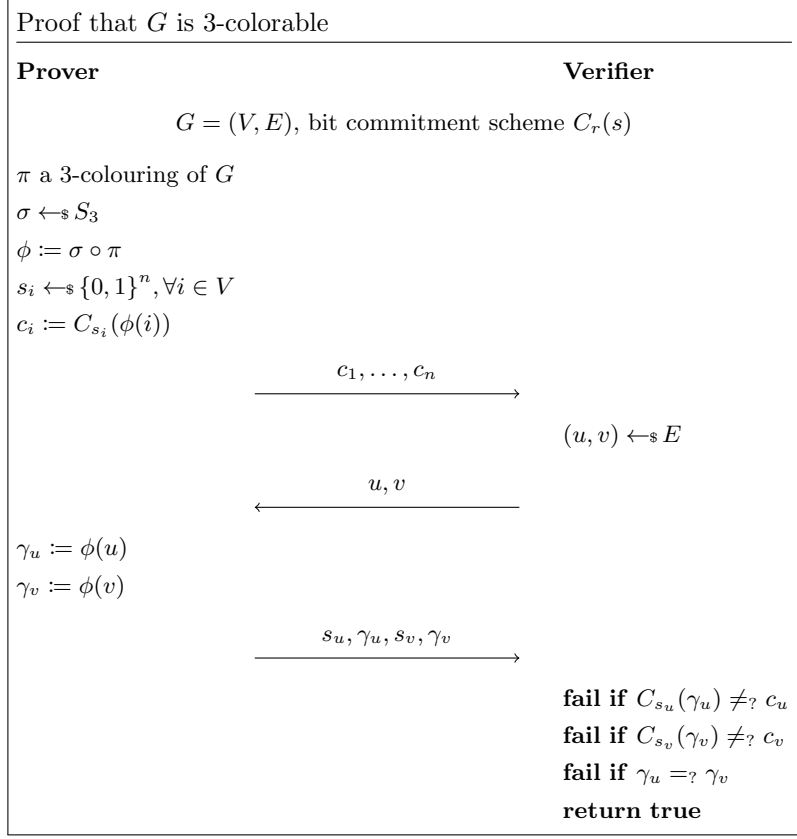 Proof that G is 3-colorable
Prover Verifier
G = (V, E), bit commitment scheme C_r(s)
π a 3-colouring of G
σ ←$ S_3
φ := σ ∘ π
s_i ←$ {0, 1}^n, ∀i ∈ V
c_i := C_{s_i}(φ(i))
c_1, . . . , c_n
(u, v) ←$ E
u, v
γ_u := φ(u)
γ_v := φ(v)
s_u, γ_u, s_v, γ_v
fail if C_{s_u}(γ_u) ≠? c_u
fail if C_{s_v}(γ_v) ≠? c_v
fail if γ_u =? γ_v
return true